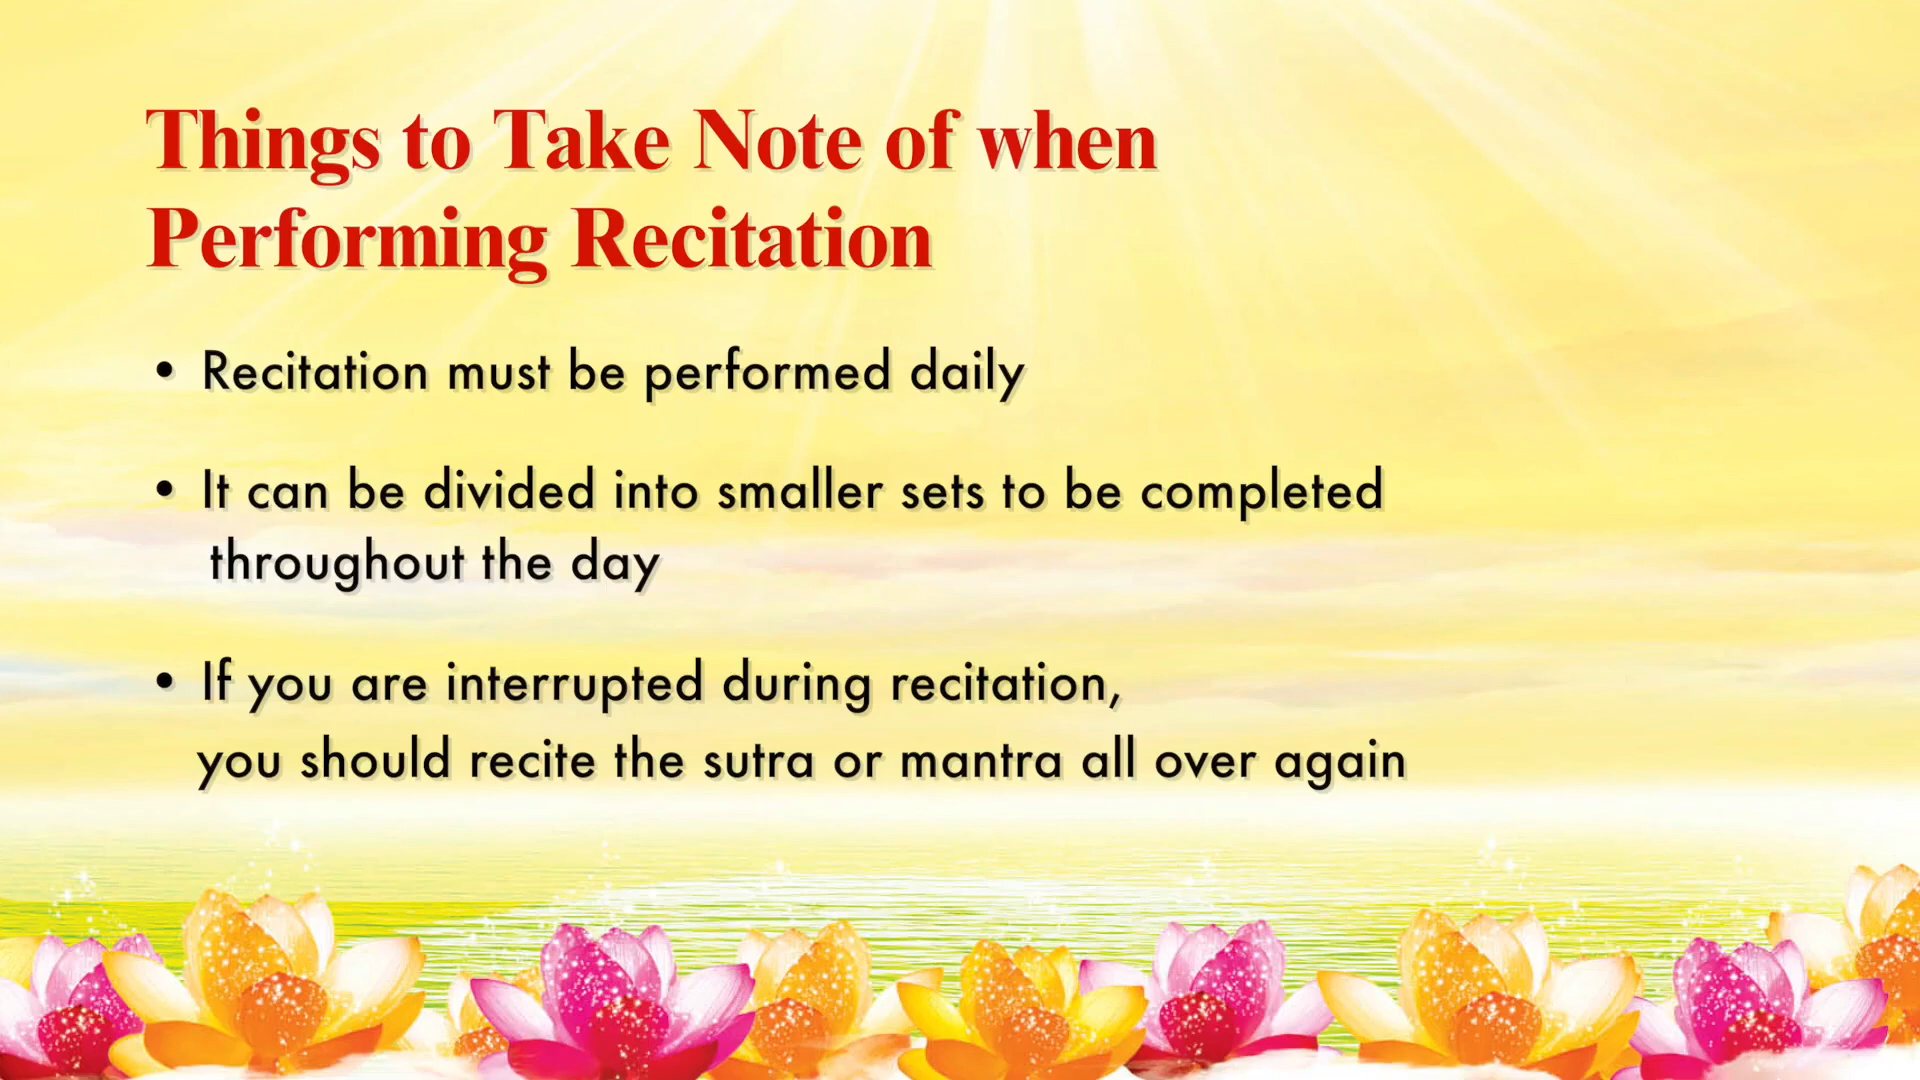 Things to Take Note of when
Performing Recitation
• Recitation must be performed daily
• It can be divided into smaller sets to be completed
throughout the day
• If you are interrupted during recitation,
you should recite the sutra or mantra all over again